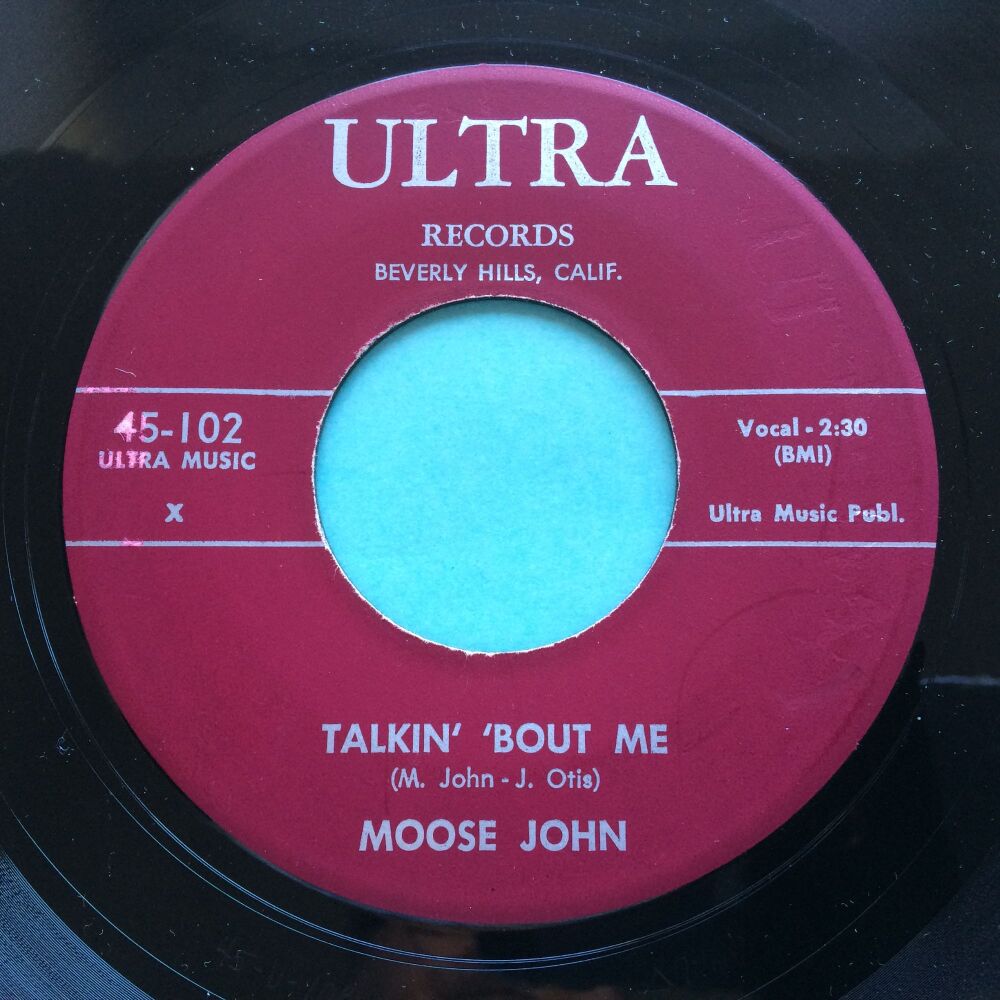 ULTRA
RECORDS
BEVERLY HILLS, CALIF.
45-102
ULTRA MUSIC
X
Vocal - 2:30
(BMI)
Ultra Music Publ.
TALKIN' 'BOUT ME
(M. John - J. Otis)
MOOSE JOHN